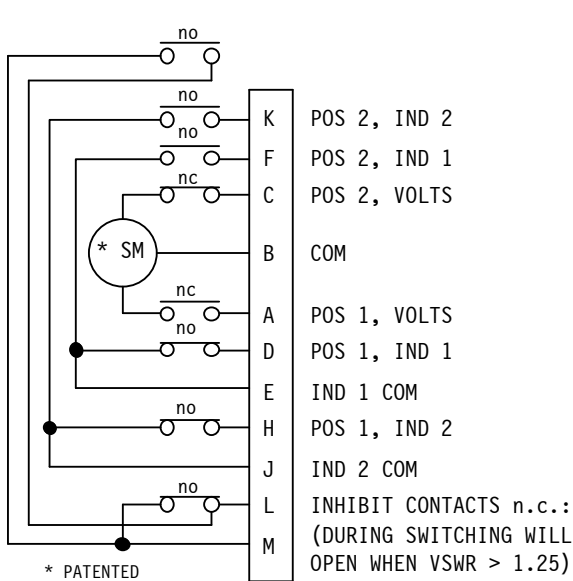 no
no
K POS 2, IND 2
no
F POS 2, IND 1
nc
C POS 2, VOLTS
* SM
B COM
nc
A POS 1, VOLTS
no
D POS 1, IND 1
E IND 1 COM
no
H POS 1, IND 2
J IND 2 COM
no
L INHIBIT CONTACTS n.c.:
(DURING SWITCHING WILL
M
OPEN WHEN VSWR > 1.25)
* PATENTED